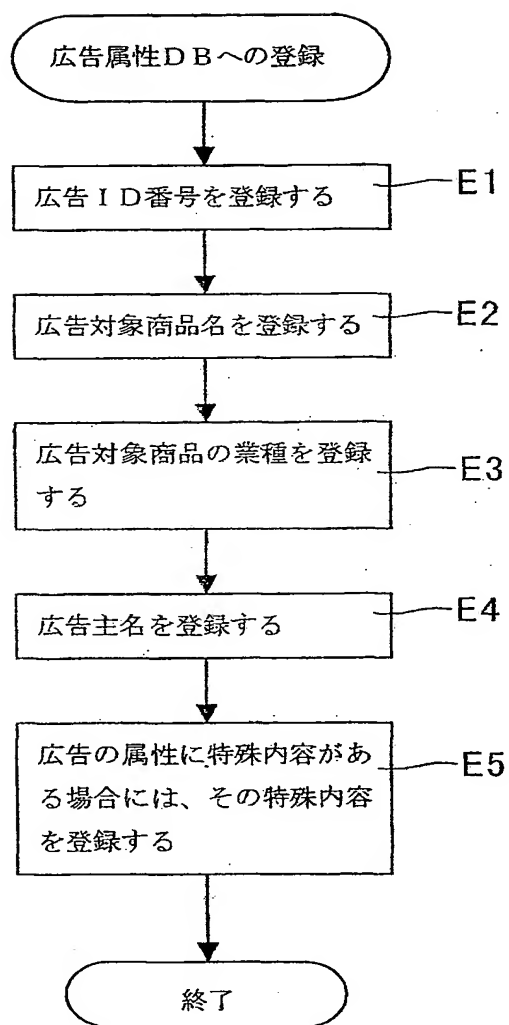 広告属性DBへの登録
広告ID番号を登録する
E1
広告対象商品名を登録する
E2
広告対象商品の業種を登録
する
E3
広告主名を登録する
E4
広告の属性に特殊内容があ
る場合には、その特殊内容
を登録する
E5
終了